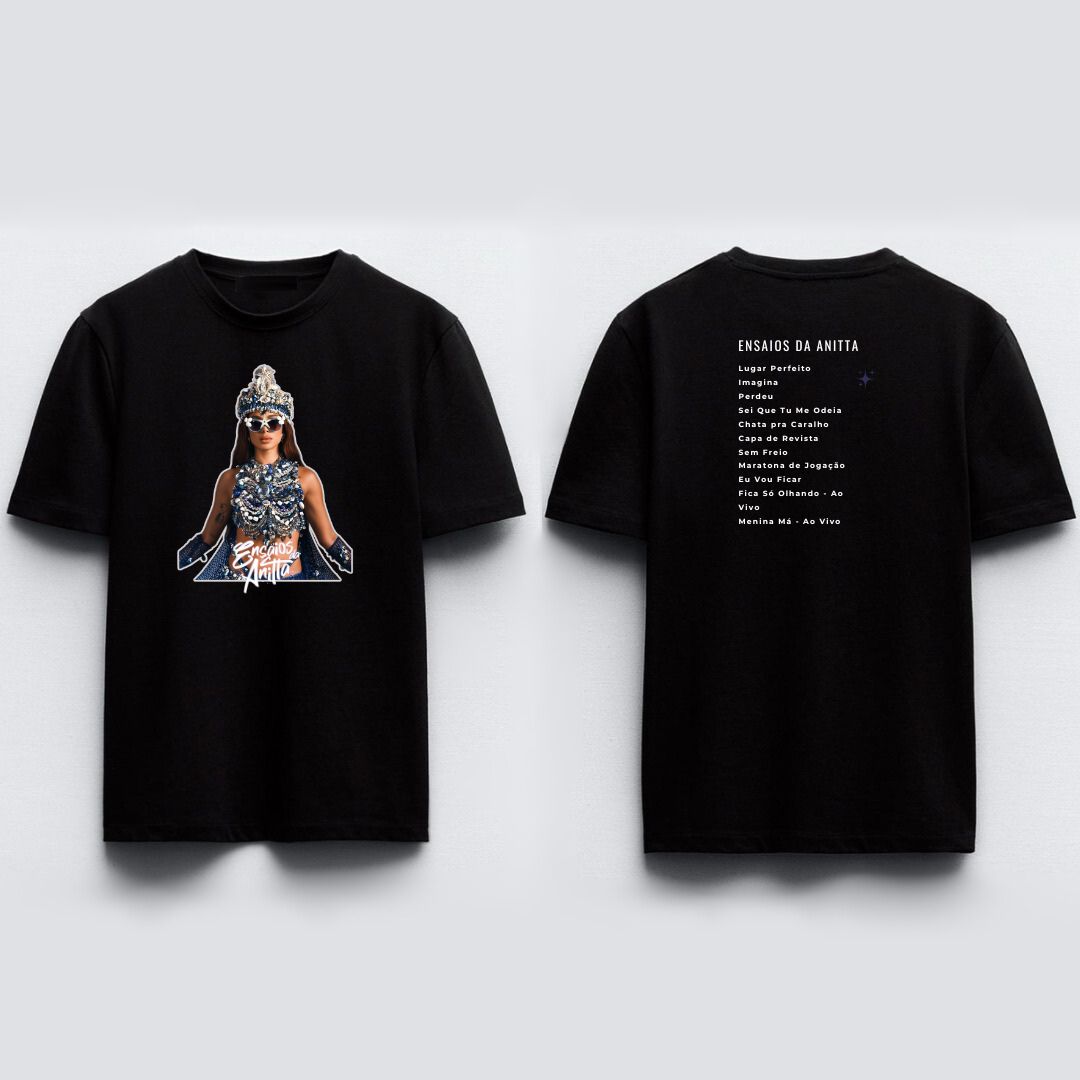 Ensaios
da
Anitta
ENSAIOS DA ANITTA
Lugar Perfeito
Imagina
Perdeu
Sei Que Tu Me Odeia
Chata pra Caralho
Capa de Revista
Sem Freio
Maratona de Jogação
Eu Vou Ficar
Fica Só Olhando - Ao
Vivo
Menina Má - Ao Vivo